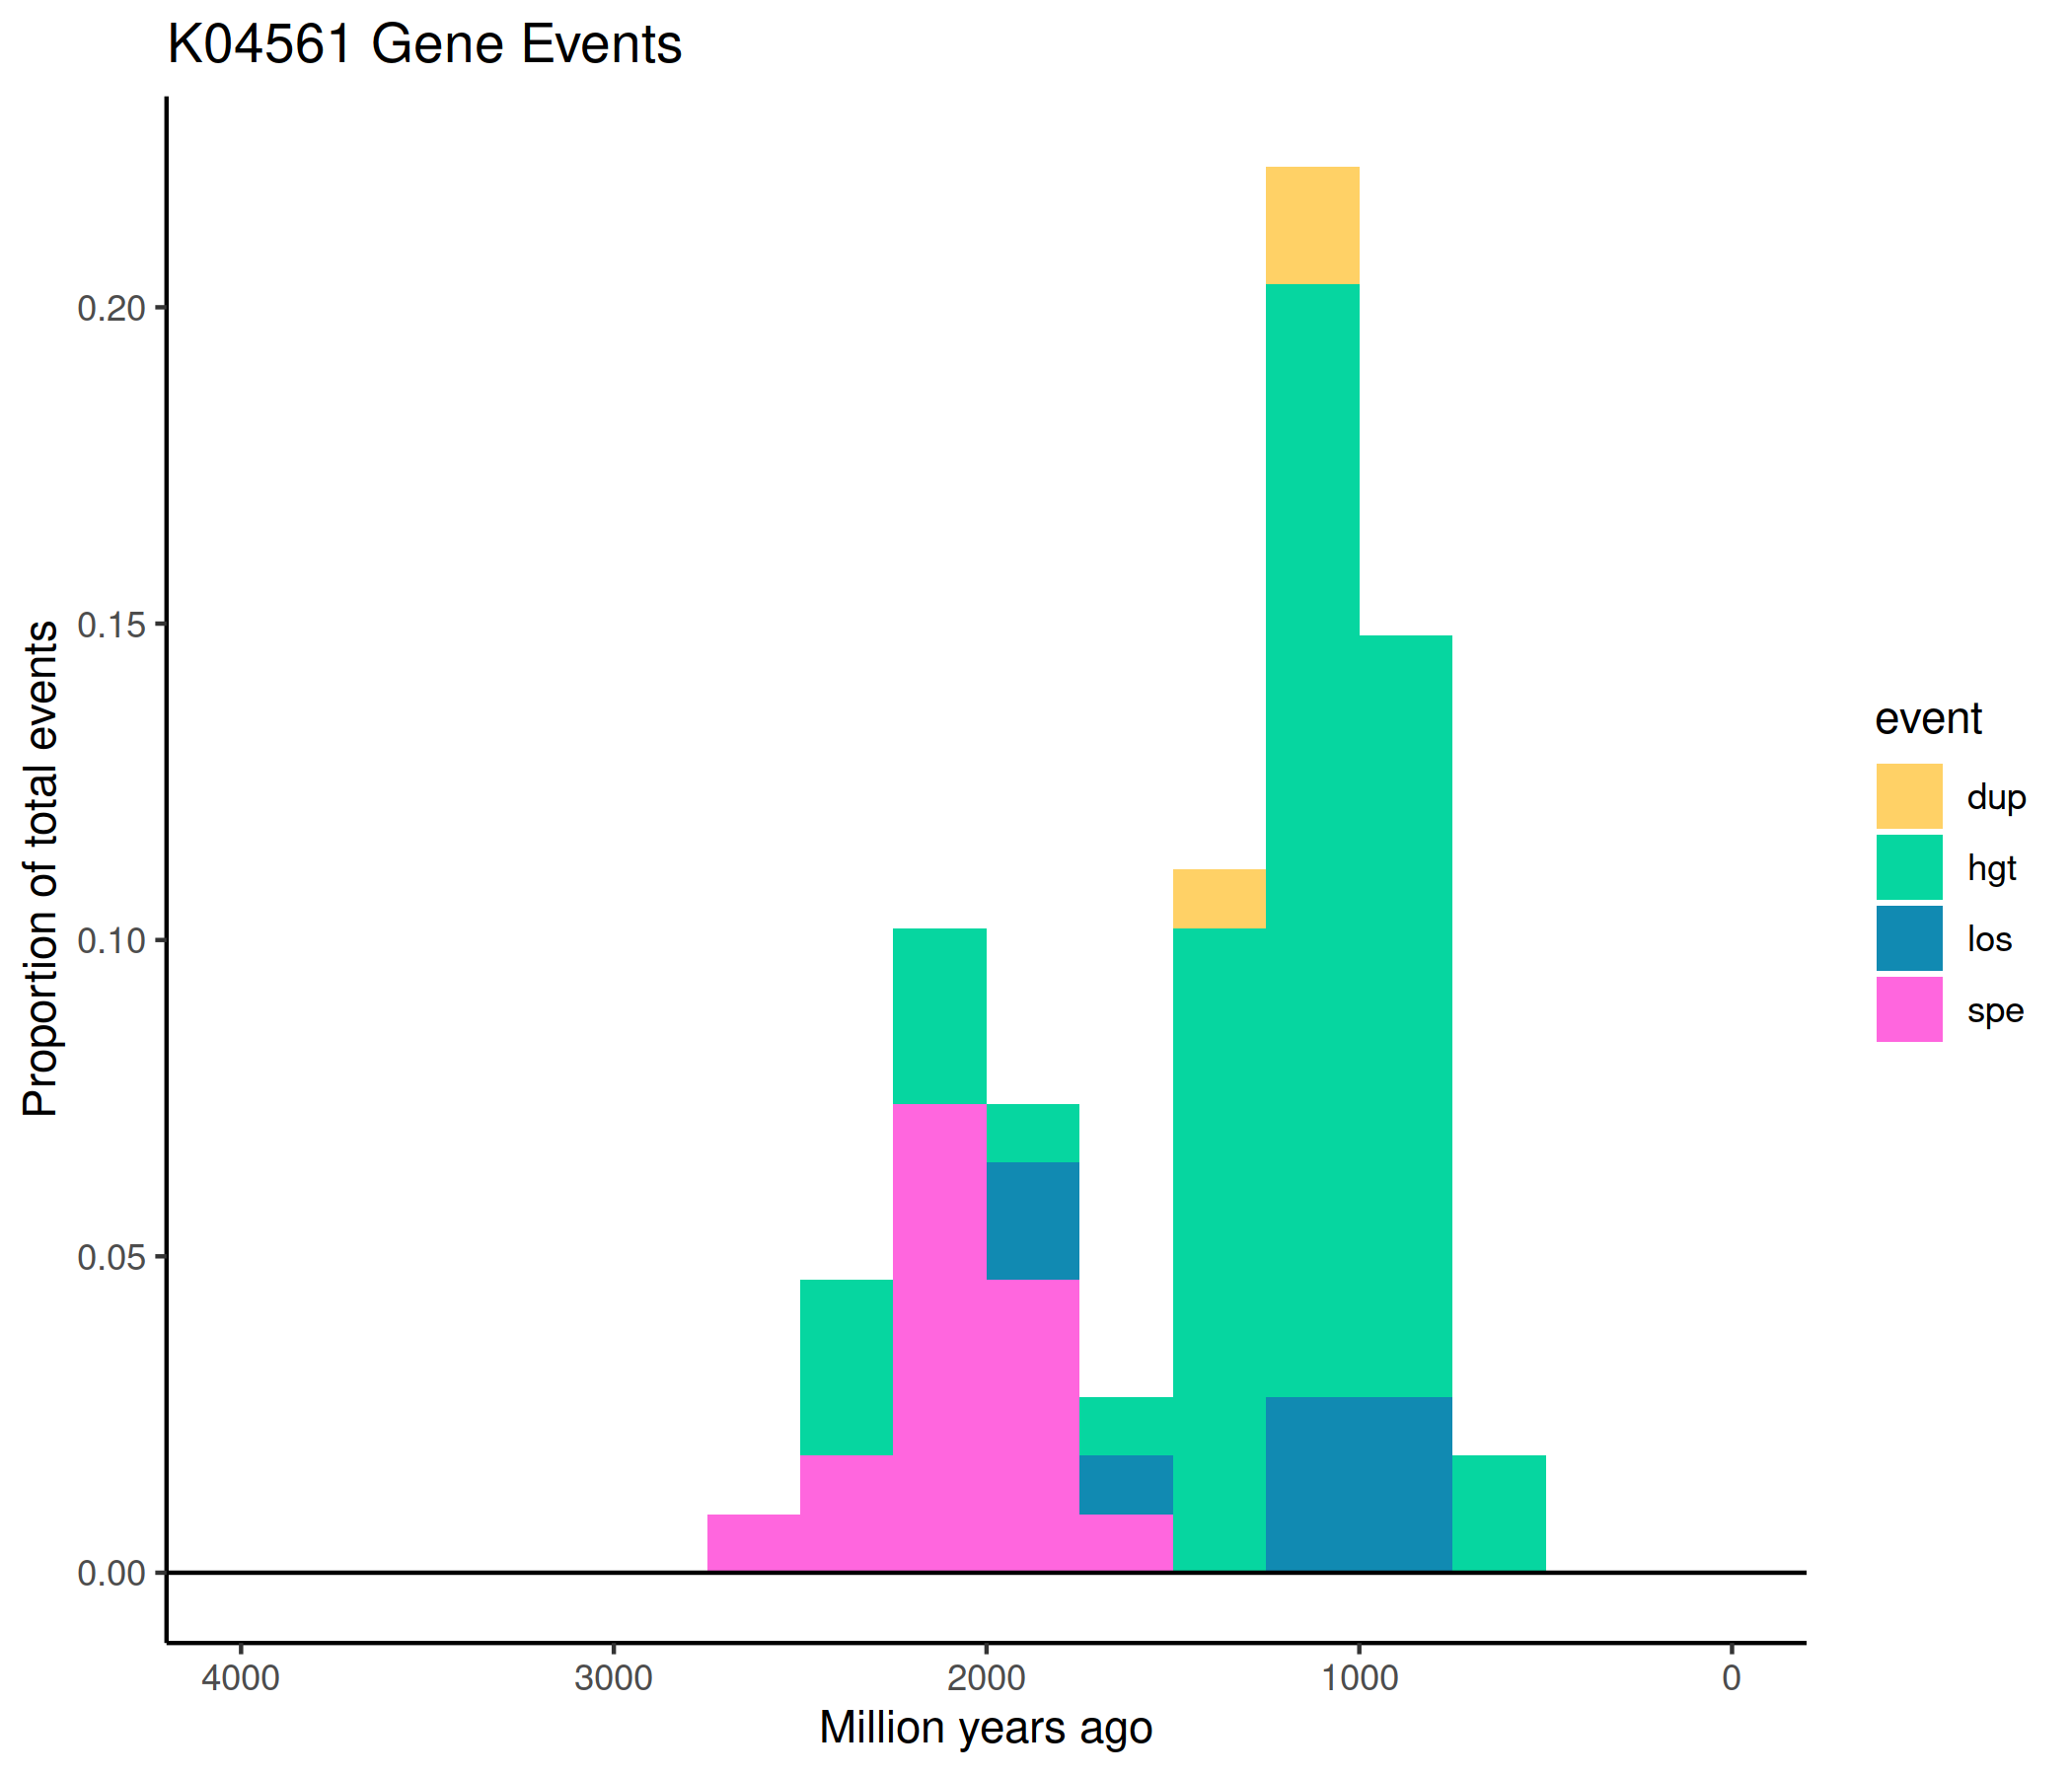 K04561 Gene Events
Proportion of total events
0.20
0.15
0.10
0.05
0.00
4000 3000 2000 1000 0
Million years ago
event
dup
hgt
los
spe